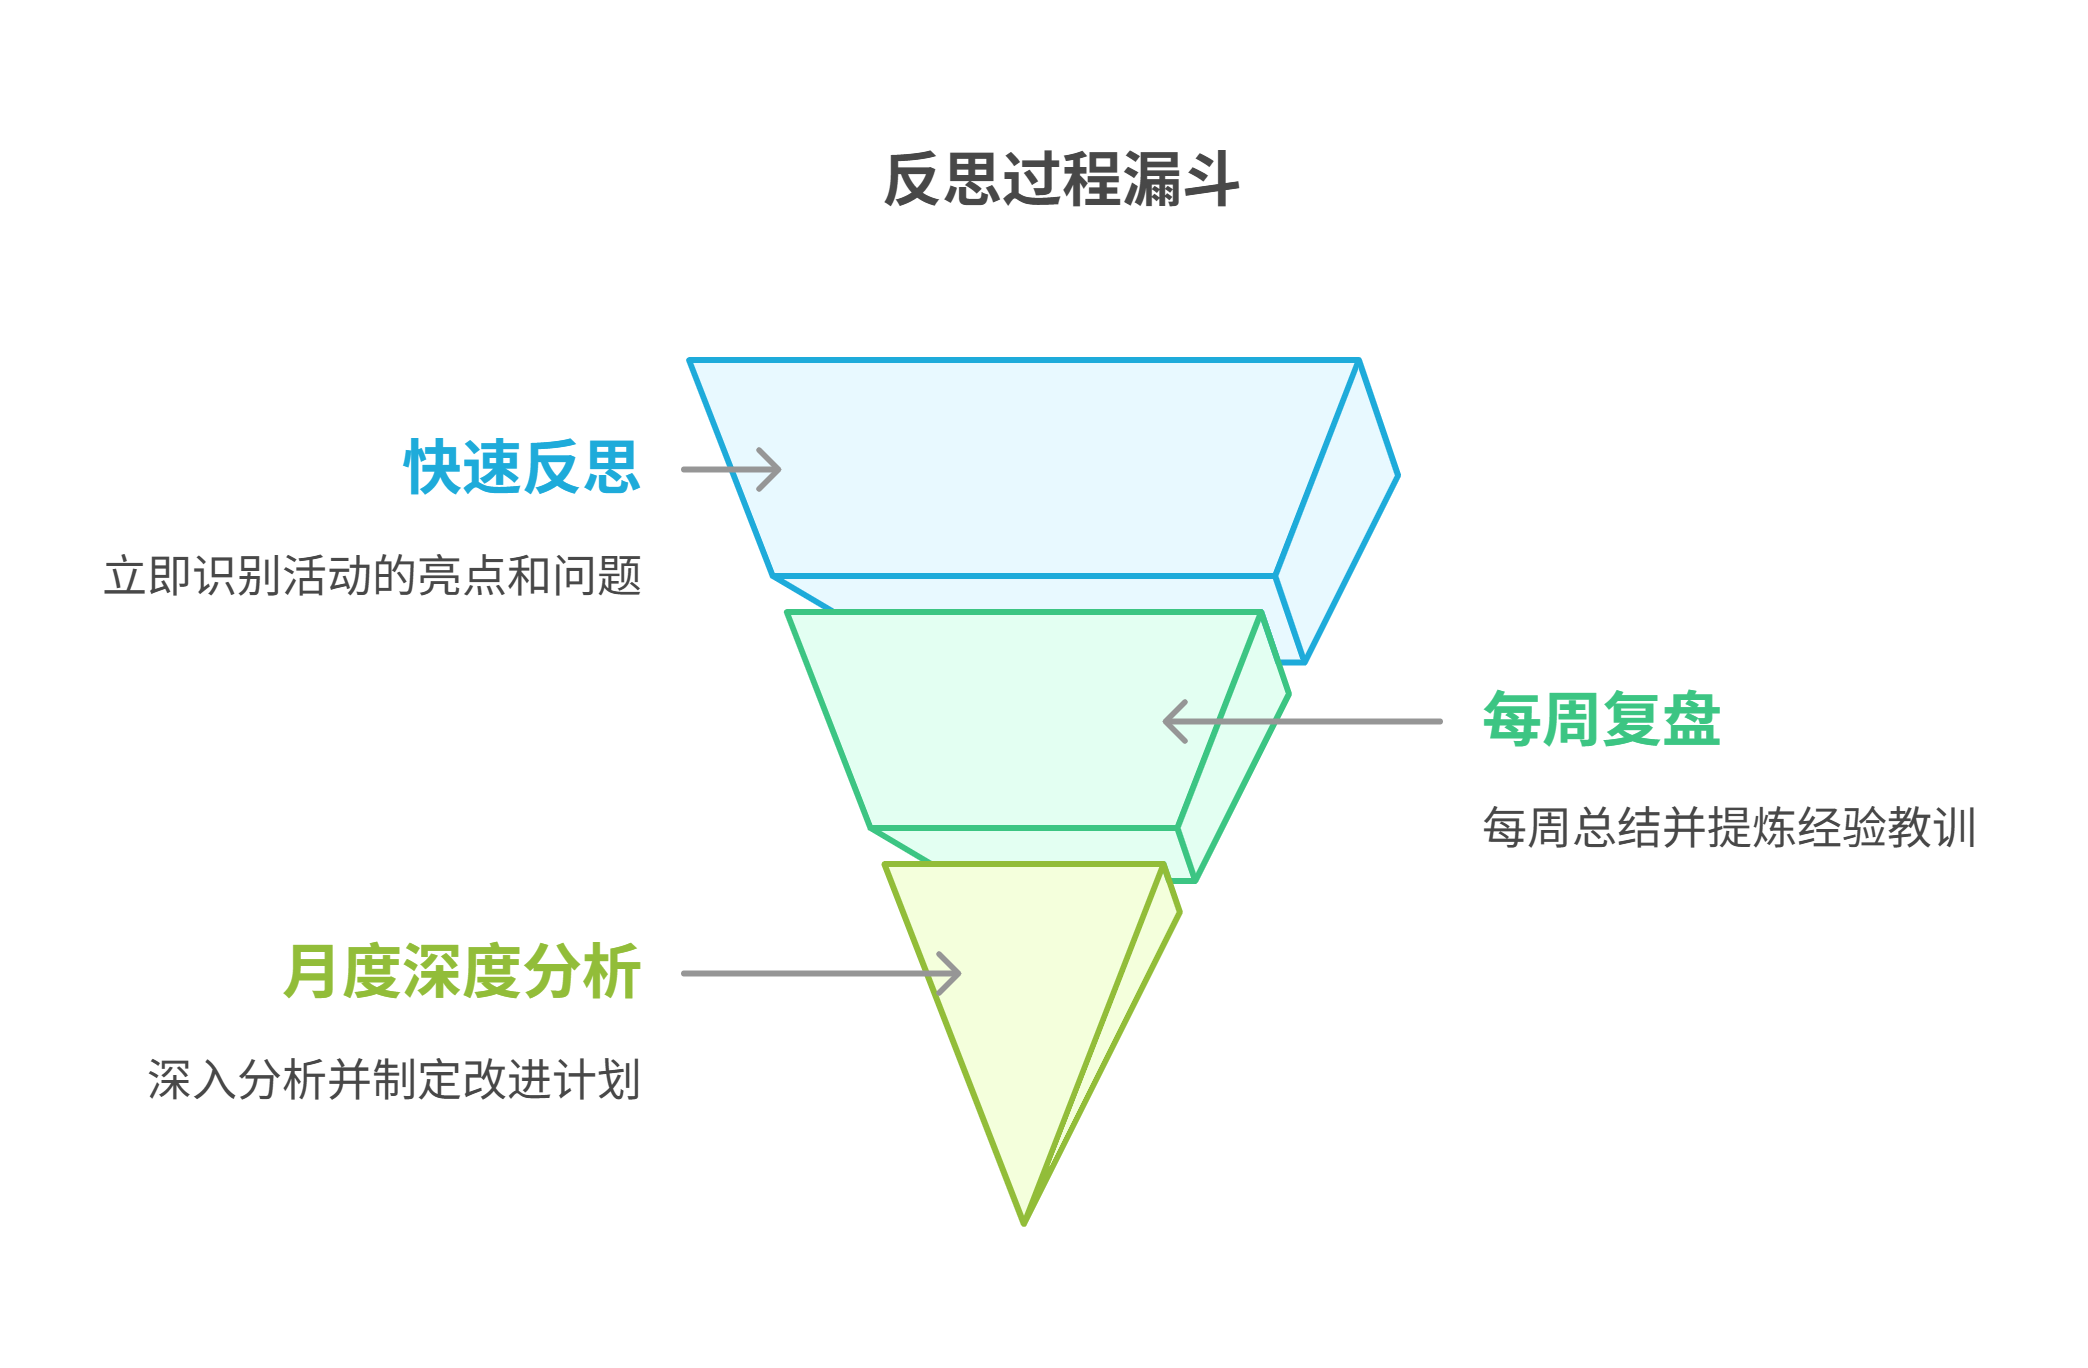 反思过程漏斗
快速反思
立即识别活动的亮点和问题
每周复盘
每周总结并提炼经验教训
月度深度分析
深入分析并制定改进计划